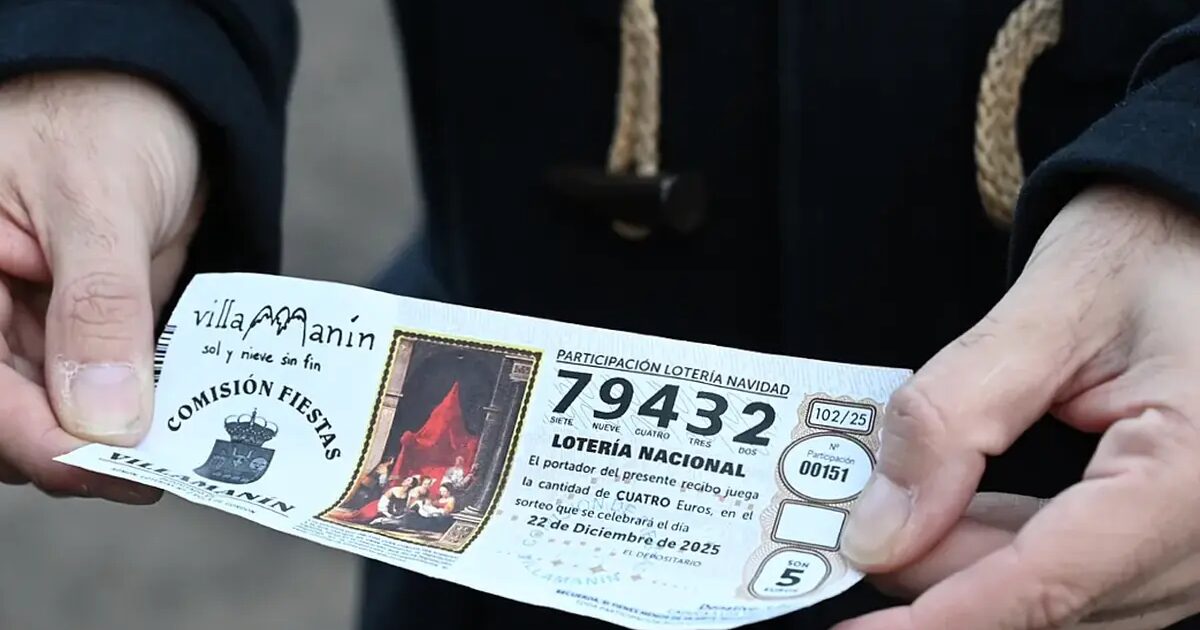 villamanín
sol y nieve sin fin
COMISIÓN FIESTAS
VILLAMANÍN
PARTICIPACIÓN LOTERÍA NAVIDAD
79432
SIETE NUEVE CUATRO TRES DOS
LOTERÍA NACIONAL
El portador del presente recibo juega
la cantidad de CUATRO Euros, en el
sorteo que se celebrará el día
22 de Diciembre de 2025
EL DEPOSITARIO
102/25
Nº
Participación
00151
SON
5
EUROS